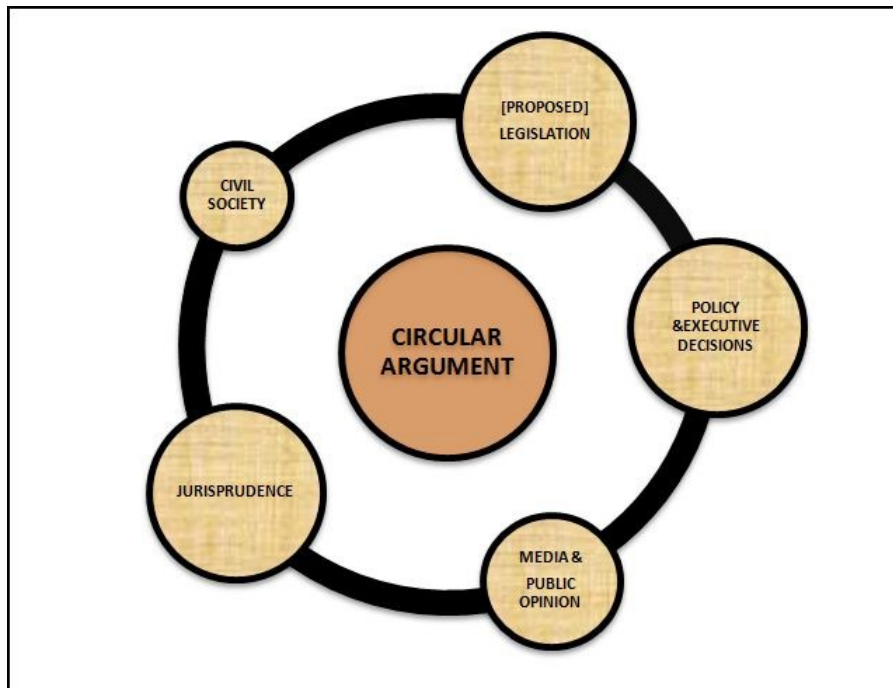 [PROPOSED]
LEGISLATION
CIVIL
SOCIETY
POLICY
&EXECUTIVE
DECISIONS
CIRCULAR
ARGUMENT
JURISPRUDENCE
MEDIA &
PUBLIC
OPINION